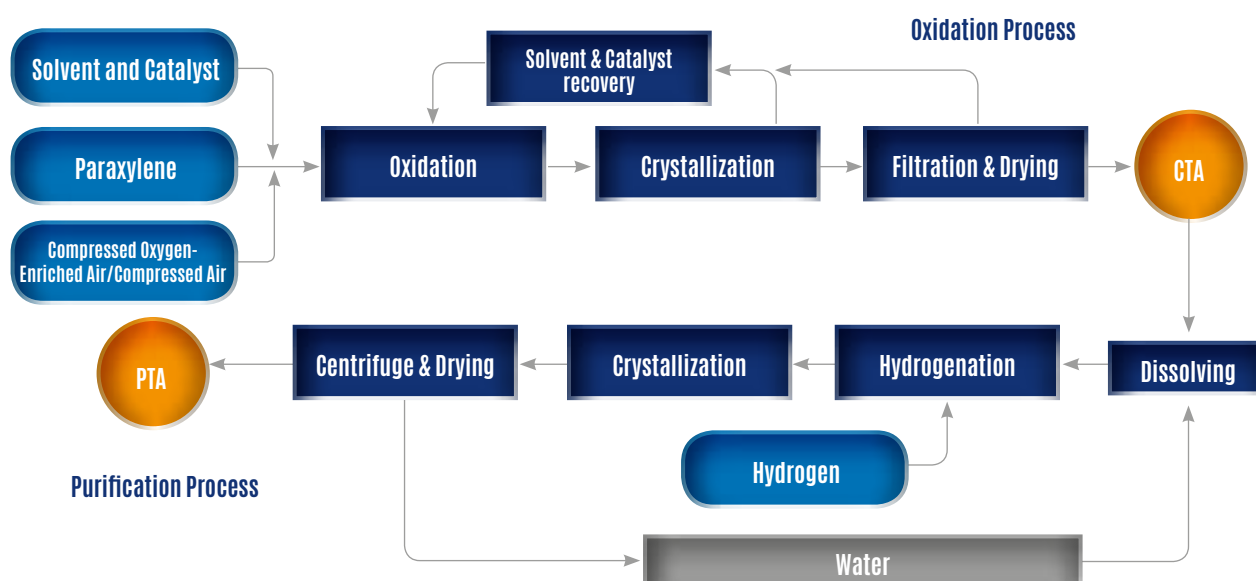 Oxidation Process
Solvent and Catalyst
Solvent & Catalyst
recovery
Paraxylene
Oxidation
Crystallization
Filtration & Drying
CTA
Compressed Oxygen-
Enriched Air/Compressed Air
PTA
Centrifuge & Drying
Crystallization
Hydrogenation
Dissolving
Hydrogen
Purification Process
Water